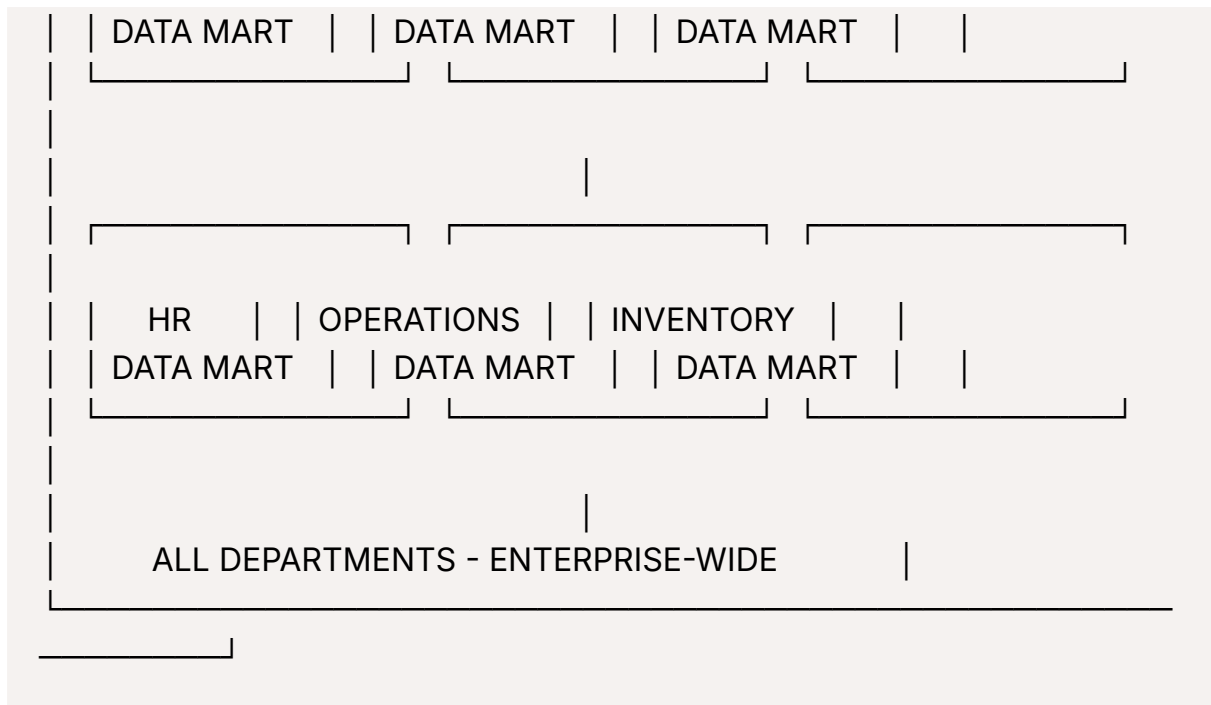 │ │ DATA MART │ │ DATA MART │ │ DATA MART │ │
│ └──────────────┘ └──────────────┘ └──────────────┘
│
│ │
│ ┌──────────────┐ ┌──────────────┐ ┌──────────────┐
│
│ │ HR │ │ OPERATIONS │ │ INVENTORY │ │
│ │ DATA MART │ │ DATA MART │ │ DATA MART │ │
│ └──────────────┘ └──────────────┘ └──────────────┘
│
│ │
│ ALL DEPARTMENTS - ENTERPRISE-WIDE │
└──────────────────────────────────────────────────
─────────┘